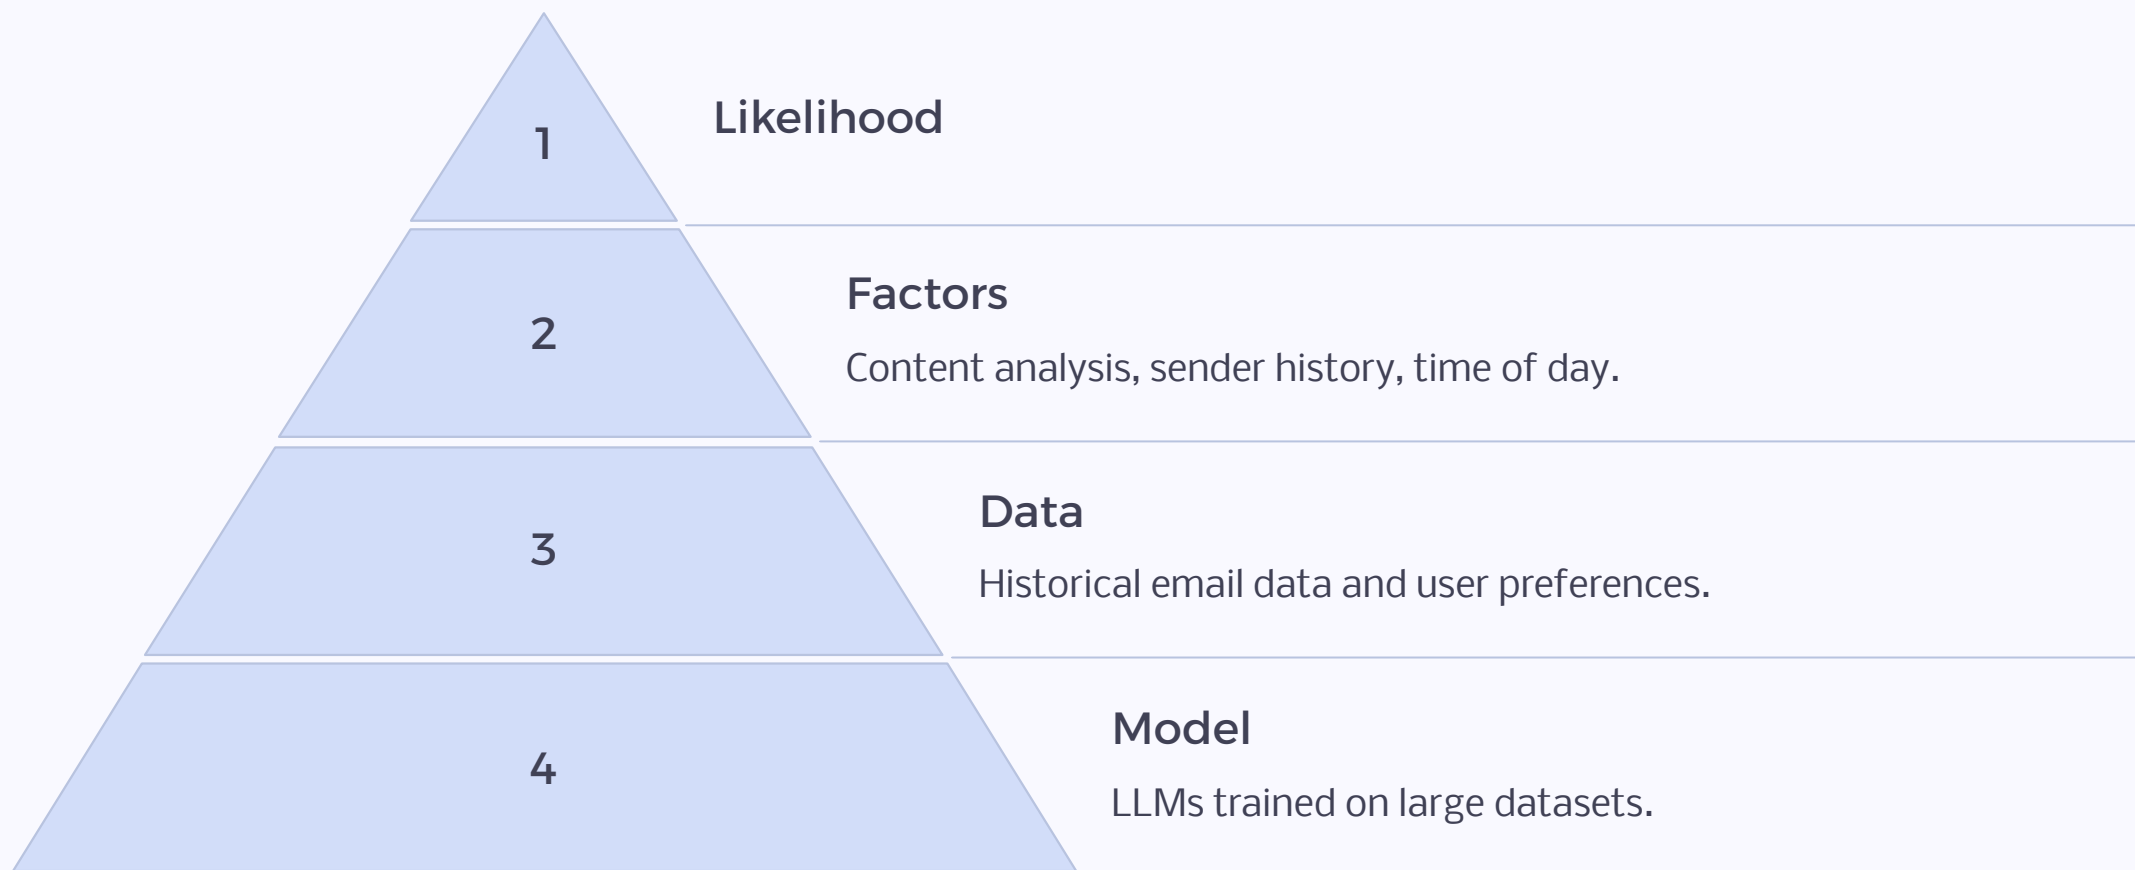 1
Likelihood
2
Factors
Content analysis, sender history, time of day.
3
Data
Historical email data and user preferences.
4
Model
LLMs trained on large datasets.